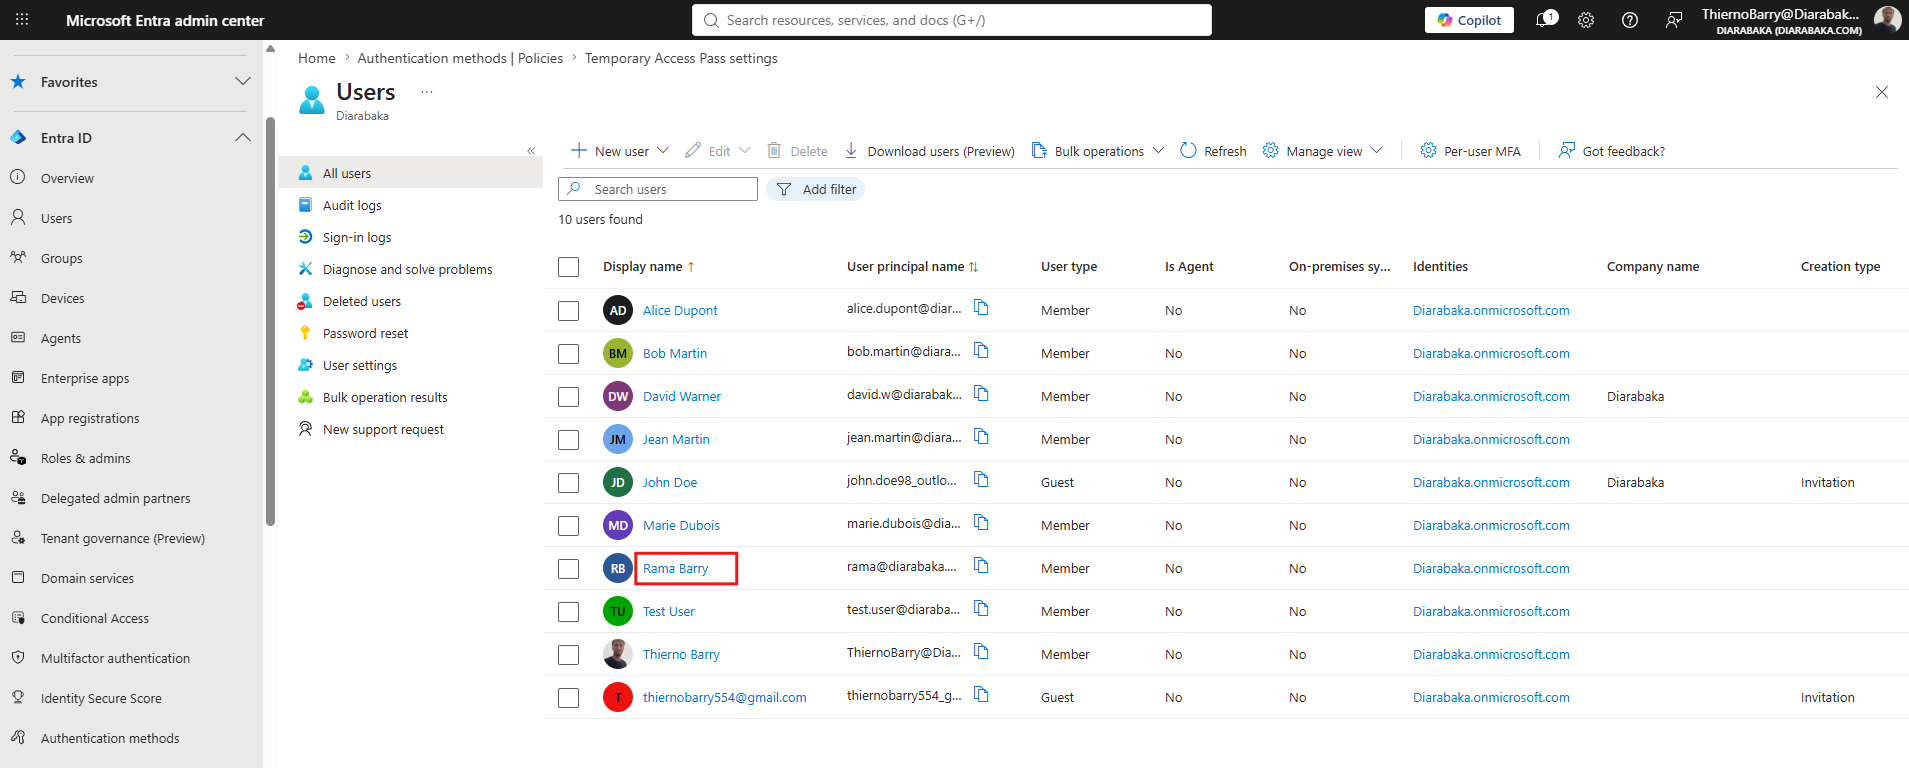 Microsoft Entra admin center
Search resources, services, and docs (G+/)
Copilot
1
ThiernoBarry@Diarabak...
DIARABAKA (DIARABAKA.COM)
Home > Authentication methods | Policies > Temporary Access Pass settings
Favorites
Entra ID
Overview
Users
Groups
Devices
Agents
Enterprise apps
App registrations
Roles & admins
Delegated admin partners
Tenant governance (Preview)
Domain services
Conditional Access
Multifactor authentication
Identity Secure Score
Authentication methods
Users ...
Diarabaka
All users
Audit logs
Sign-in logs
Diagnose and solve problems
Deleted users
Password reset
User settings
Bulk operation results
New support request
New user Edit Delete Download users (Preview) Bulk operations Refresh Manage view Per-user MFA Got feedback?
Search users Add filter
10 users found
Display name ↑ User principal name ↑↓ User type Is Agent On-premises sy... Identities Company name Creation type
AD Alice Dupont alice.dupont@diar... Member No No Diarabaka.onmicrosoft.com
BM Bob Martin bob.martin@diara... Member No No Diarabaka.onmicrosoft.com
DW David Warner david.w@diarabak... Member No No Diarabaka.onmicrosoft.com Diarabaka
JM Jean Martin jean.martin@diara... Member No No Diarabaka.onmicrosoft.com
JD John Doe john.doe98_outlo... Guest No No Diarabaka.onmicrosoft.com Diarabaka Invitation
MD Marie Dubois marie.dubois@dia... Member No No Diarabaka.onmicrosoft.com
RB Rama Barry rama@diarabaka.... Member No No Diarabaka.onmicrosoft.com
TU Test User test.user@diaraba... Member No No Diarabaka.onmicrosoft.com
Thierno Barry ThiernoBarry@Dia... Member No No Diarabaka.onmicrosoft.com
T thiernobarry554@gmail.com thiernobarry554_g... Guest No No Diarabaka.onmicrosoft.com Invitation